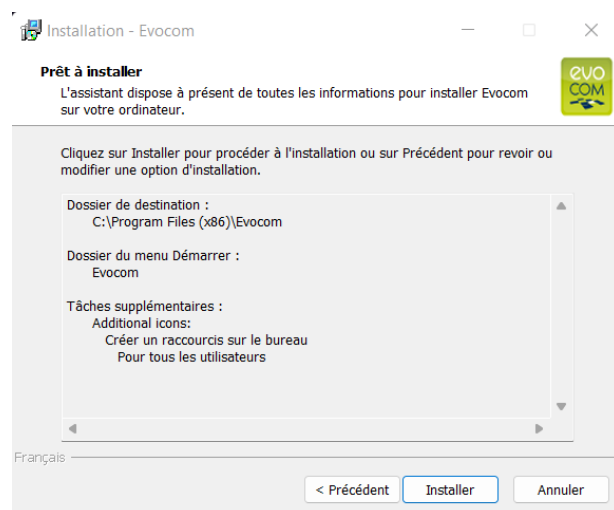 Installation - Evocom
Prêt à installer
L'assistant dispose à présent de toutes les informations pour installer Evocom
sur votre ordinateur.
evo
COM
Cliquez sur Installer pour procéder à l'installation ou sur Précédent pour revoir ou
modifier une option d'installation.
Dossier de destination :
C:\Program Files (x86)\Evocom
Dossier du menu Démarrer :
Evocom
Tâches supplémentaires :
Additional icons:
Créer un raccourcis sur le bureau
Pour tous les utilisateurs
Français
< Précédent
Installer
Annuler